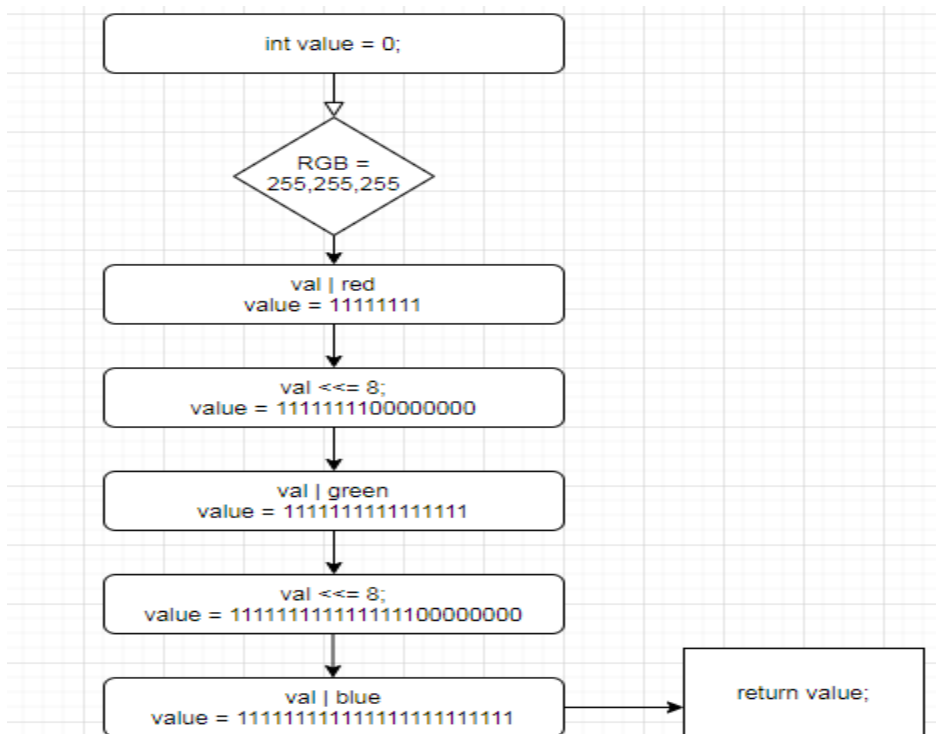 int value = 0;
RGB =
255,255,255
val | red
value = 11111111
val <<= 8;
value = 1111111100000000
val | green
value = 1111111111111111
val <<= 8;
value = 111111111111111100000000
val | blue
value = 111111111111111111111111
return value;